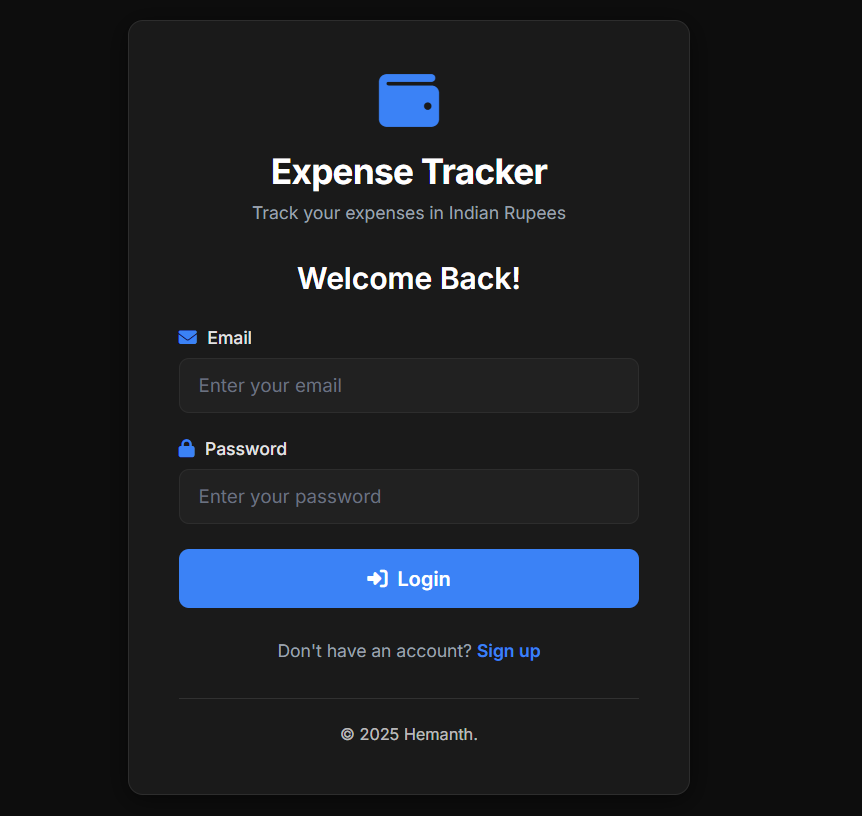 Expense Tracker
Track your expenses in Indian Rupees
Welcome Back!
Email
Enter your email
Password
Enter your password
Login
Don't have an account? Sign up
© 2025 Hemanth.